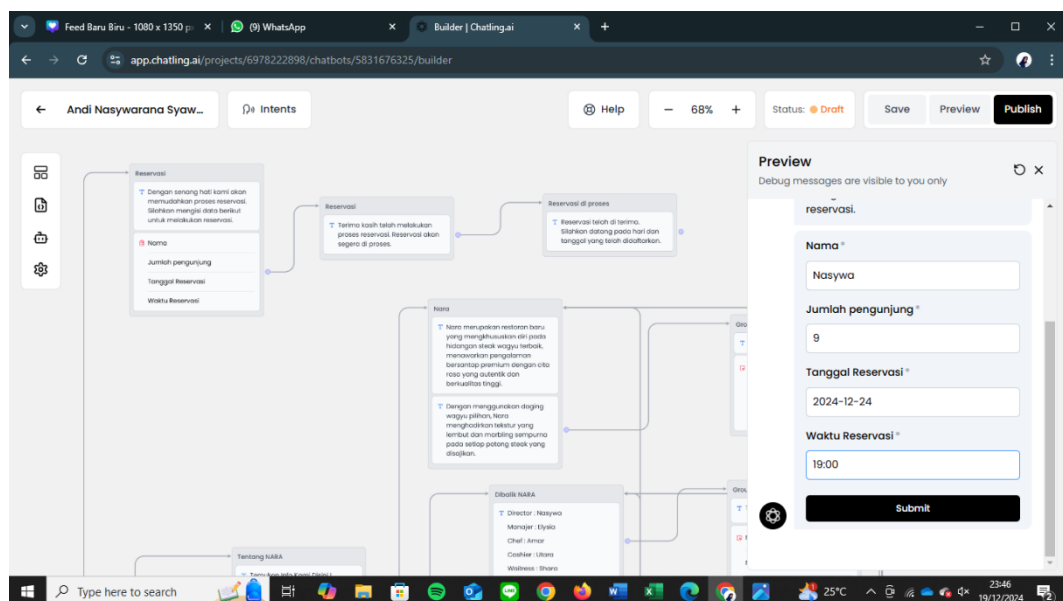 Feed Baru Biru - 1080 x 1350 p
(9) WhatsApp
Builder | Chatling.ai
app.chatling.ai/projects/6978222898/chatbots/5831676325/builder
Andi Nasywarana Syaw...
Intents
Help
68%
Status: Draft
Save
Preview
Publish
Reservasi
Dengan senang hati kami akan
memudahkan proses reservasi.
Silahkan mengisi data berikut
untuk melakukan reservasi.
Nama
Jumlah pengunjung
Tanggal Reservasi
Waktu Reservasi
Reservasi
Terima kasih telah melakukan
proses reservasi. Reservasi akan
segera di proses.
Reservasi di proses
Reservasi telah di terima.
Silahkan datang pada hari dan
tanggal yang telah didaftarkan.
Nara
Nara merupakan restoran baru
yang mengkhususkan diri pada
hidangan steak wagyu terbaik,
menawarkan pengalaman
bersantap premium dengan cita
rasa yang autentik dan
berkualitas tinggi.
Dengan menggunakan daging
wagyu pilihan, Nara
menghadirkan tekstur yang
lembut dan marbling sempurna
pada setiap potong steak yang
disajikan.
Dibalik NARA
Director : Nasywa
Manajer : Elysia
Chef : Amar
Cashier : Utara
Waitress : Shara
Tentang NARA
Preview
Debug messages are visible to you
only
reservasi.
Nama *
Nasywa
Jumlah pengunjung *
9
Tanggal Reservasi *
2024-12-24
Waktu Reservasi *
19:00
Submit
Type here to search
25°C
23:46
19/12/2024